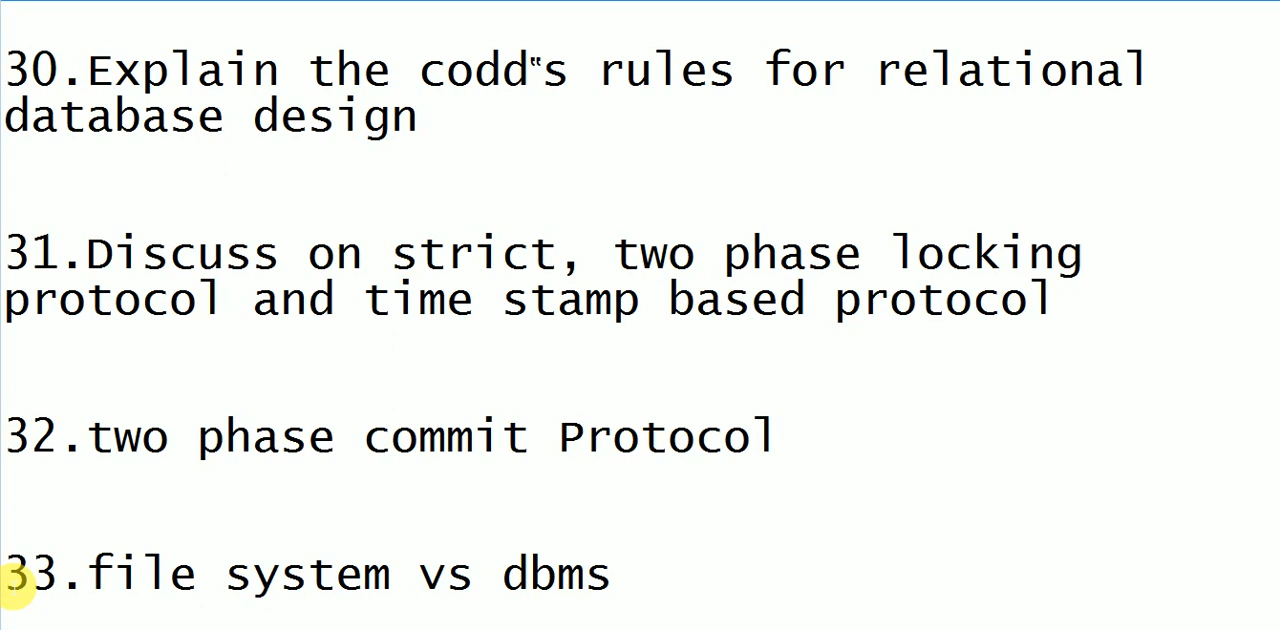 30.Explain the codd‟s rules for relational
database design
31.Discuss on strict, two phase locking
protocol and time stamp based protocol
32.two phase commit Protocol
33.file system vs dbms